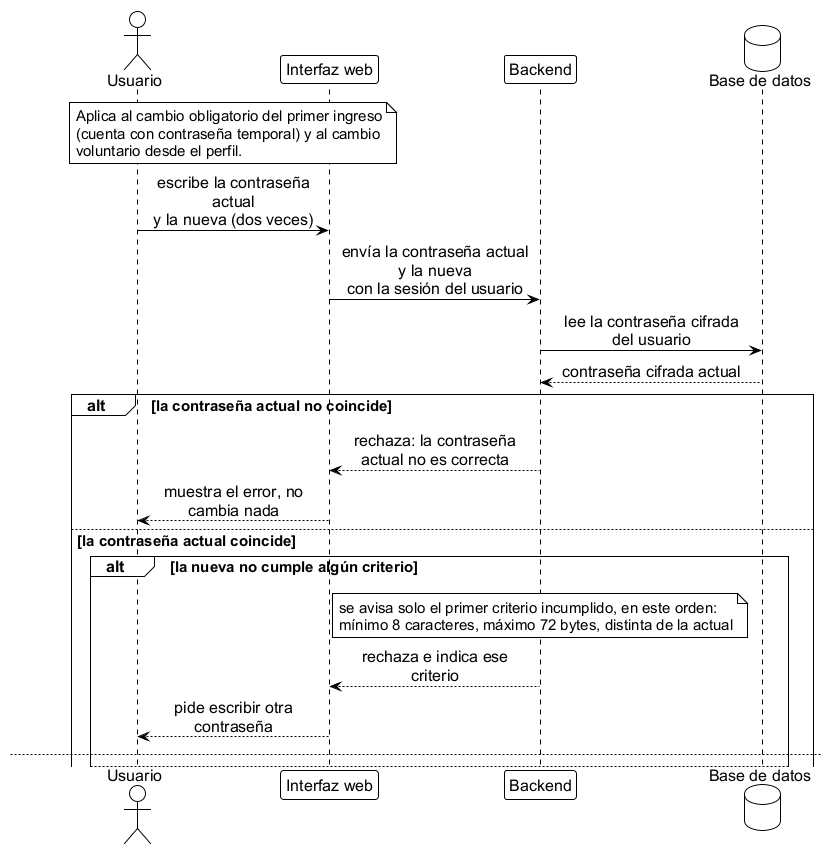 Usuario
Interfaz web
Backend
Base de datos
Aplica al cambio obligatorio del primer ingreso
(cuenta con contraseña temporal) y al cambio
voluntario desde el perfil.
escribe la contraseña
actual
y la nueva (dos veces)
envía la contraseña actual
y la nueva
con la sesión del usuario
lee la contraseña cifrada
del usuario
contraseña cifrada actual
alt [la contraseña actual no coincide]
rechaza: la contraseña
actual no es correcta
muestra el error, no
cambia nada
[la contraseña actual coincide]
alt [la nueva no cumple algún criterio]
se avisa solo el primer criterio incumplido, en este orden:
mínimo 8 caracteres, máximo 72 bytes, distinta de la actual
rechaza e indica ese
criterio
pide escribir otra
contraseña
Usuario
Interfaz web
Backend
Base de datos